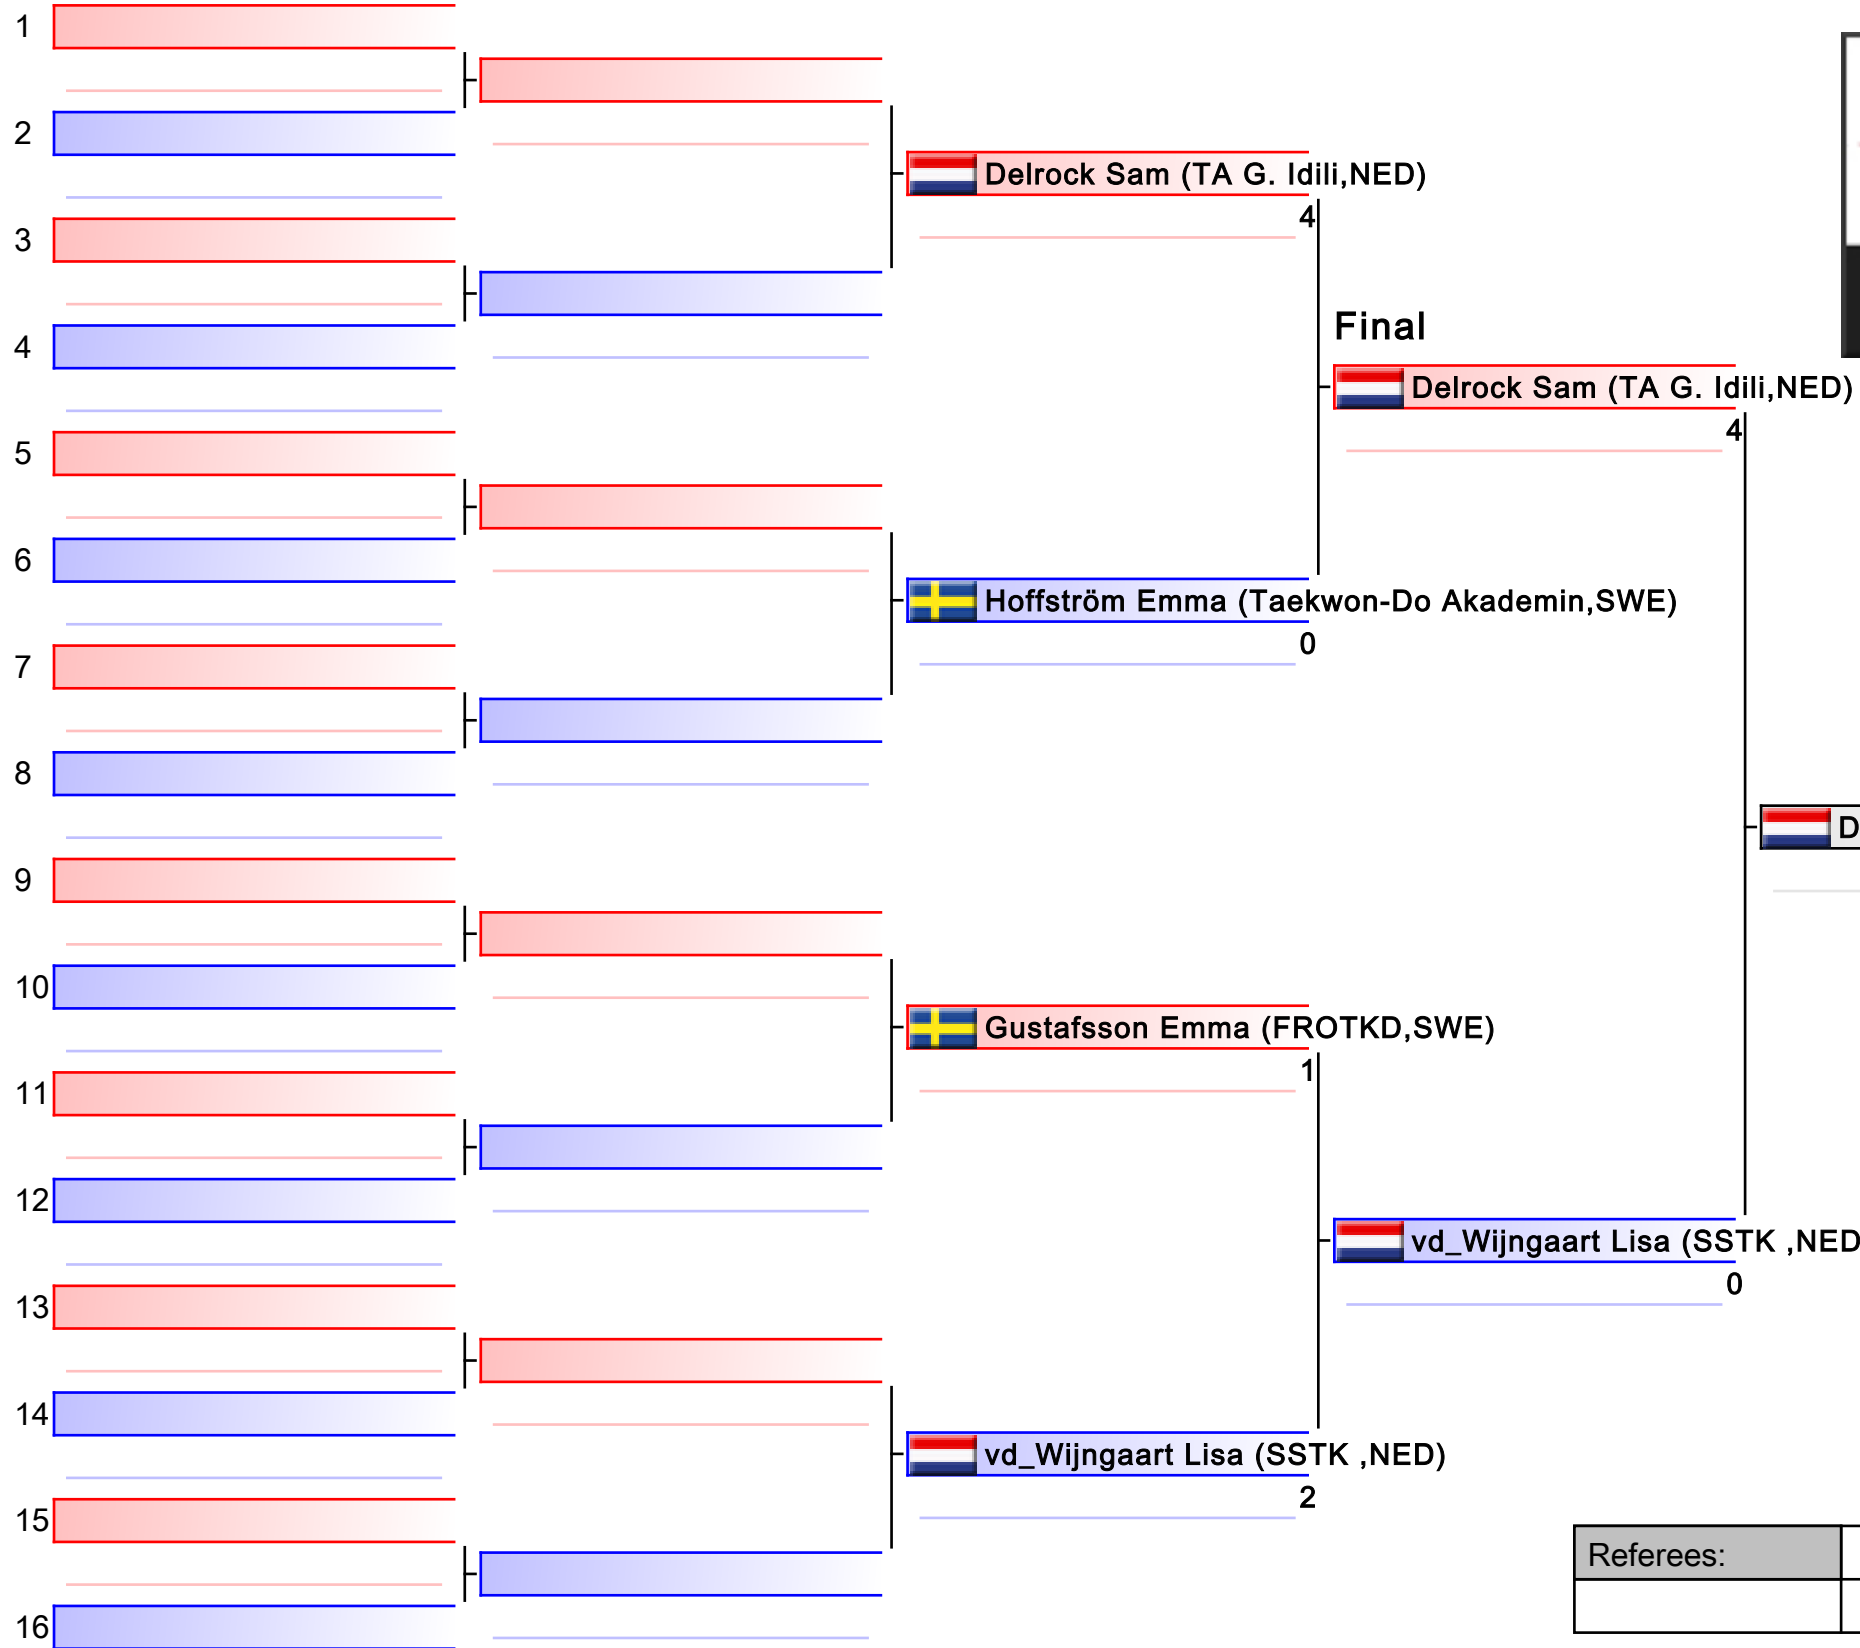 1
2
Delrock Sam (TA G. Idili,NED)
4
3
Final
4
Delrock Sam (TA G. Idili,NED)
4
5
6
Hoffström Emma (Taekwon-Do Akademin,SWE)
0
7
8
D
9
10
Gustafsson Emma (FROTKD,SWE)
1
11
12
vd_Wijngaart Lisa (SSTK ,NED
0
13
14
vd_Wijngaart Lisa (SSTK ,NED)
2
15
Referees:
16